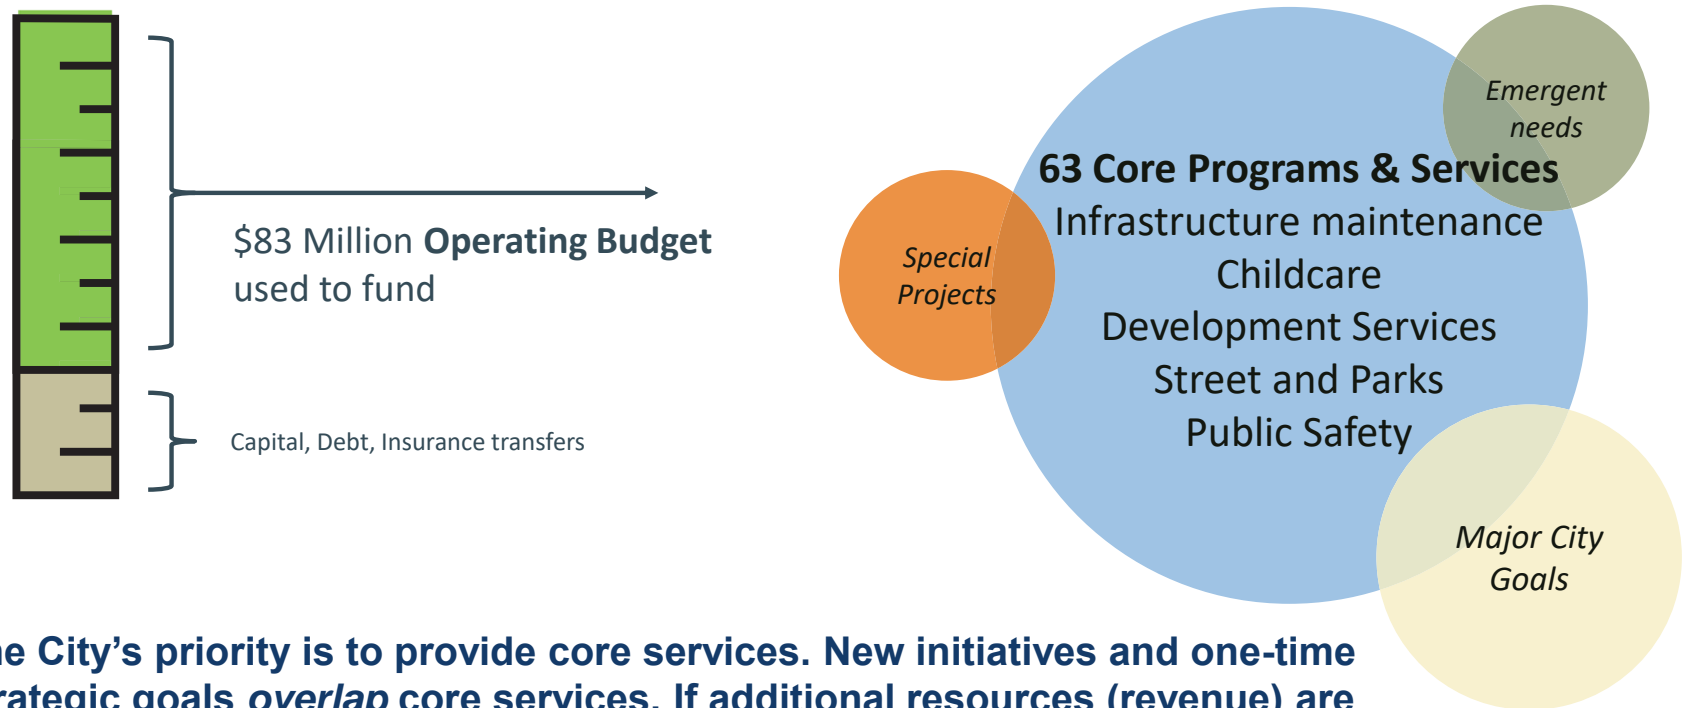 $83 Million Operating Budget
used to fund
Capital, Debt, Insurance transfers
Emergent
needs
63 Core Programs & Services
Infrastructure maintenance
Childcare
Development Services
Street and Parks
Public Safety
Special
Projects
Major City
Goals
City’s priority is to provide core services. New initiatives and one-time
goals overlap core services. If additional resources (revenue) are